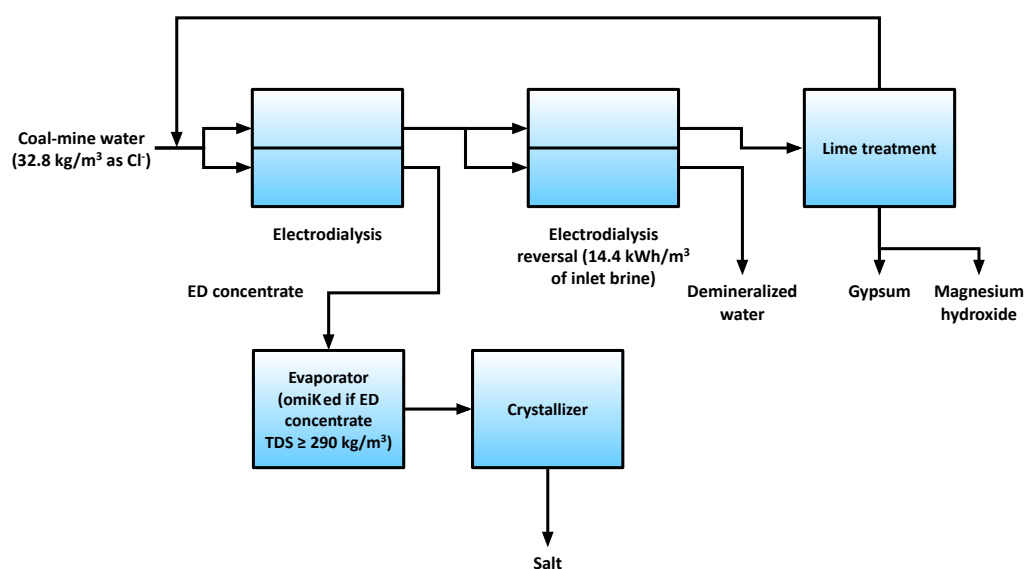 Coal-mine water
(32.8 kg/m³ as Cl⁻)
Lime treatment
Electrodialysis
Electrodialysis
reversal (14.4 kWh/m³
of inlet brine)
ED concentrate
Demineralized
water
Gypsum
Magnesium
hydroxide
Evaporator
(omiKed if ED
concentrate
TDS ≥ 290 kg/m³)
Crystallizer
Salt